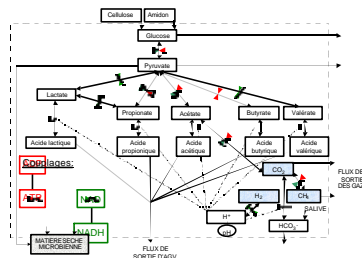 Cellulose Amidon
Glucose
Pyruvate
Lactate
Propionate Acétate Butyrate Valérate
Acide lactique
Acide propionique
Acide acétique
Acide butyrique
Acide valérique
Couplages:
ATP
NADH
CO2
H2 CH4
FLUX DE
SORTIE
DES GAZ
SALIVE
H+
pH
HCO3-
MATIERE SECHE
MICROBIENNE
FLUX DE
SORTIE D'AGV